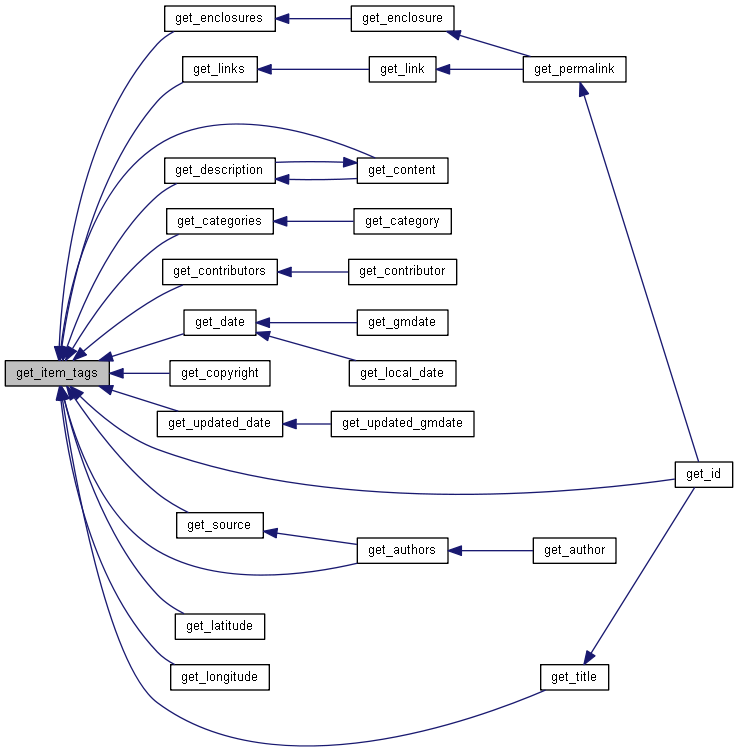 get_enclosures
get_enclosure
get_links
get_link
get_permalink
get_description
get_content
get_categories
get_category
get_contributors
get_contributor
get_date
get_gmdate
get_item_tags
get_copyright
get_local_date
get_updated_date
get_updated_gmdate
get_id
get_source
get_authors
get_author
get_latitude
get_longitude
get_title